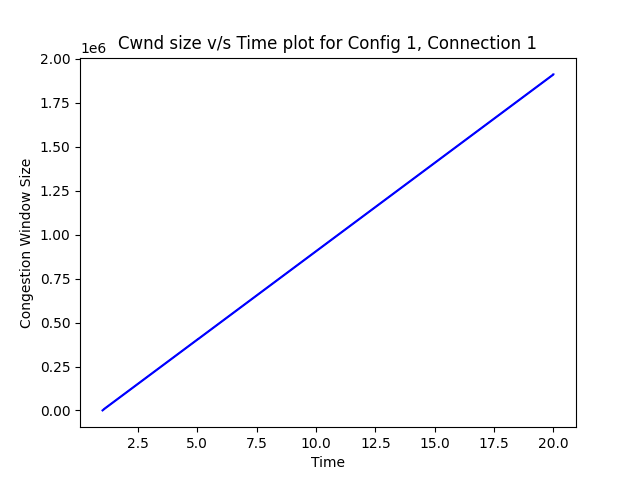 Cwnd size v/s Time plot for Config 1, Connection 1
1e6
2.00
1.75
1.50
1.25
1.00
0.75
0.50
0.25
0.00
Congestion Window Size
2.5 5.0 7.5 10.0 12.5 15.0 17.5 20.0
Time